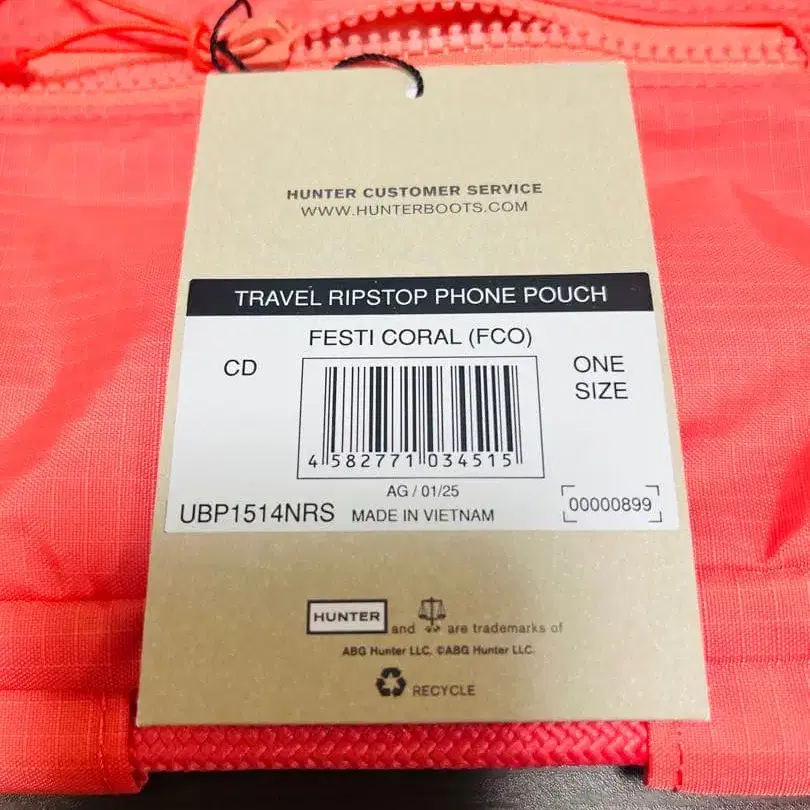 HUNTER CUSTOMER SERVICE
WWW.HUNTERBOOTS.COM
TRAVEL RIPSTOP PHONE POUCH
FESTI CORAL (FCO)
CD
ONE
SIZE
4 582771 034515
AG / 01/25
UBP1514NRS MADE IN VIETNAM
00000899
HUNTER and are trademarks of
ABG Hunter LLC. ©ABG Hunter LLC.
RECYCLE